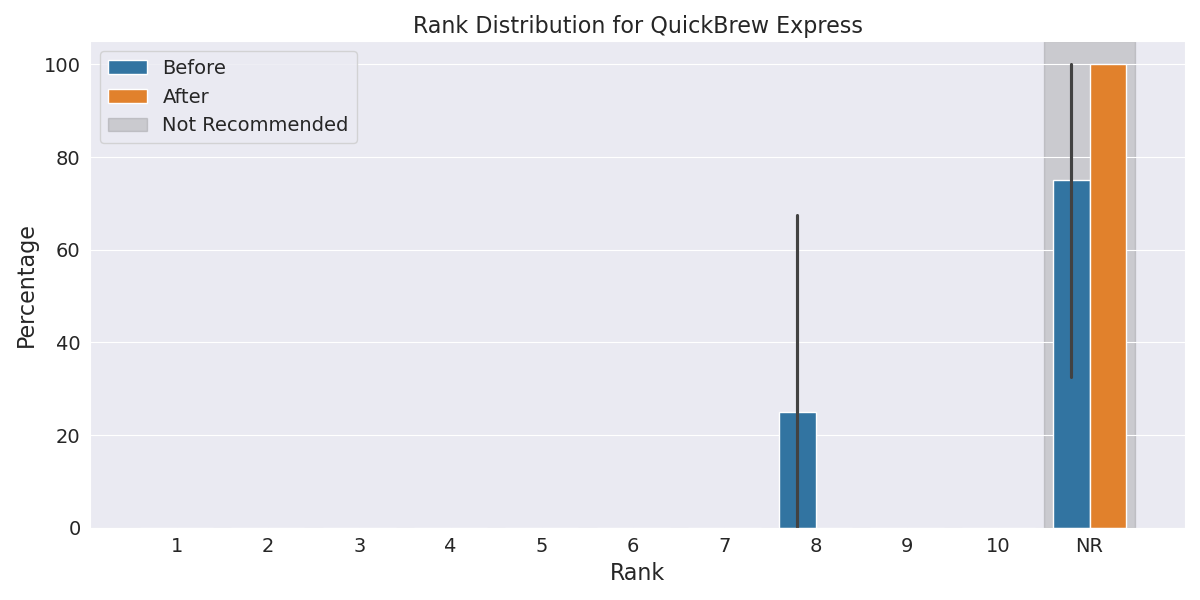 Rank Distribution for QuickBrew Express
Before
After
Not Recommended
Percentage
100
80
60
40
20
0
1 2 3 4 5 6 7 8 9 10 NR
Rank